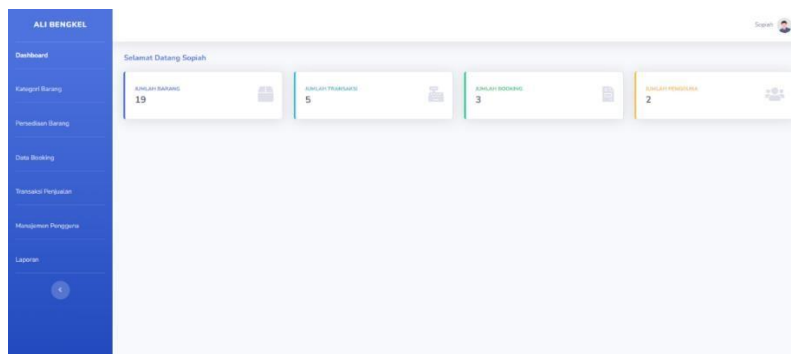 ALI BENGKEL
Sopiah
Dashboard
Selamat Datang Sopiah
Kategori Barang
JUMLAH BARANG
19
JUMLAH TRANSAKSI
5
JUMLAH BOOKING
3
JUMLAH PENGGUNA
2
Persediaan Barang
Data Booking
Transaksi Penjualan
Manajemen Pengguna
Laporan